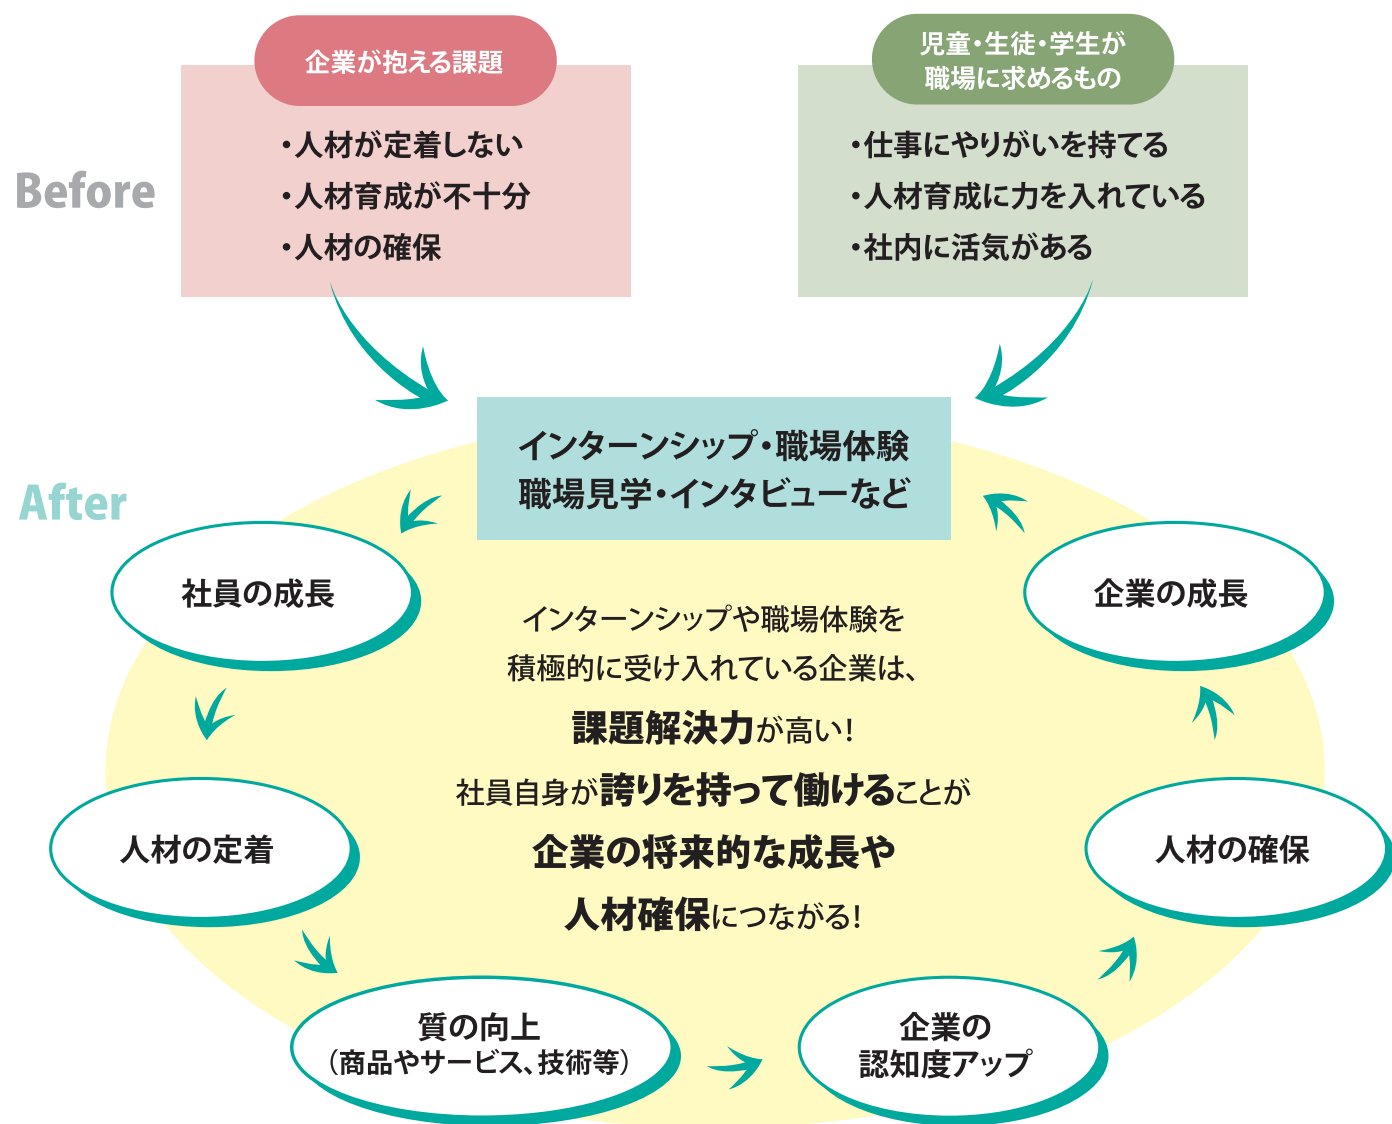 企業が抱える課題
・人材が定着しない
・人材育成が不十分
・人材の確保
児童・生徒・学生が
職場に求めるもの
・仕事にやりがいを持てる
・人材育成に力を入れている
・社内に活気がある
Before
After
インターンシップ・職場体験
職場見学・インタビューなど
社員の成長
人材の定着
質の向上
（商品やサービス、技術等）
企業の
認知度アップ
人材の確保
企業の成長
インターンシップや職場体験を
積極的に受け入れている企業は、
課題解決力が高い！
社員自身が誇りを持って働けることが
企業の将来的な成長や
人材確保につながる！